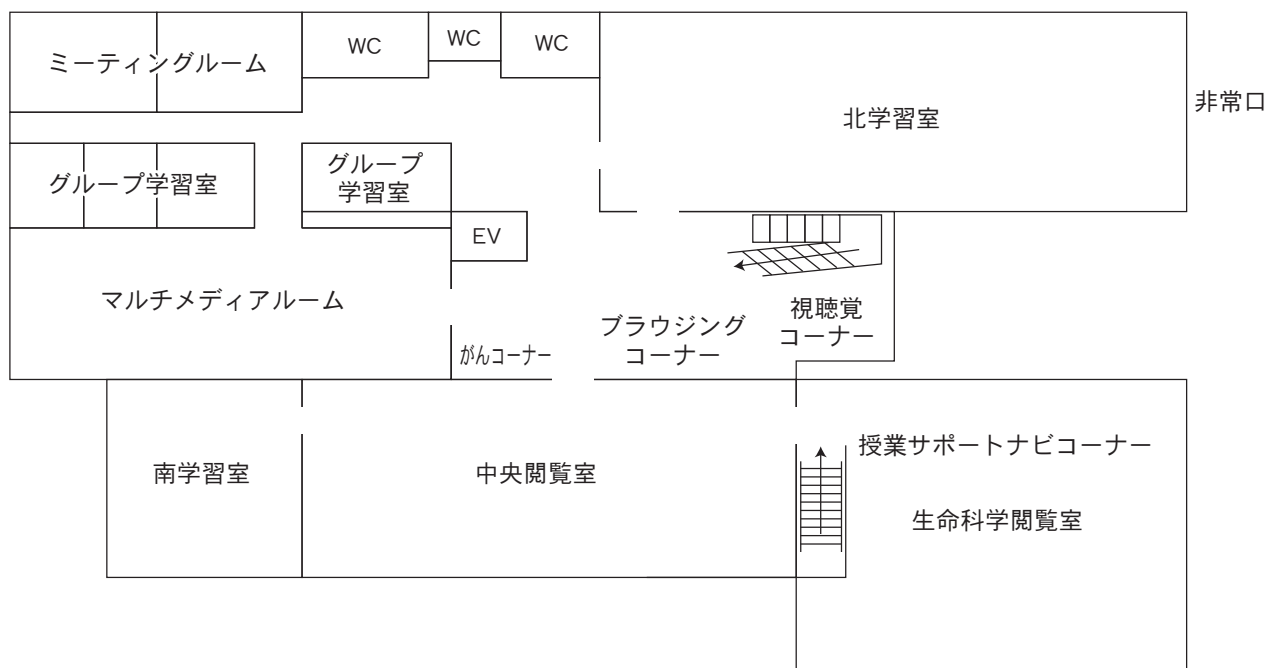 WC
WC
WC
ミーティングルーム
非常口
北学習室
グループ学習室
グループ
学習室
EV
マルチメディアルーム
視聴覚
コーナー
ブラウジング
コーナー
がんコーナー
授業サポートナビコーナー
南学習室
中央閲覧室
生命科学閲覧室